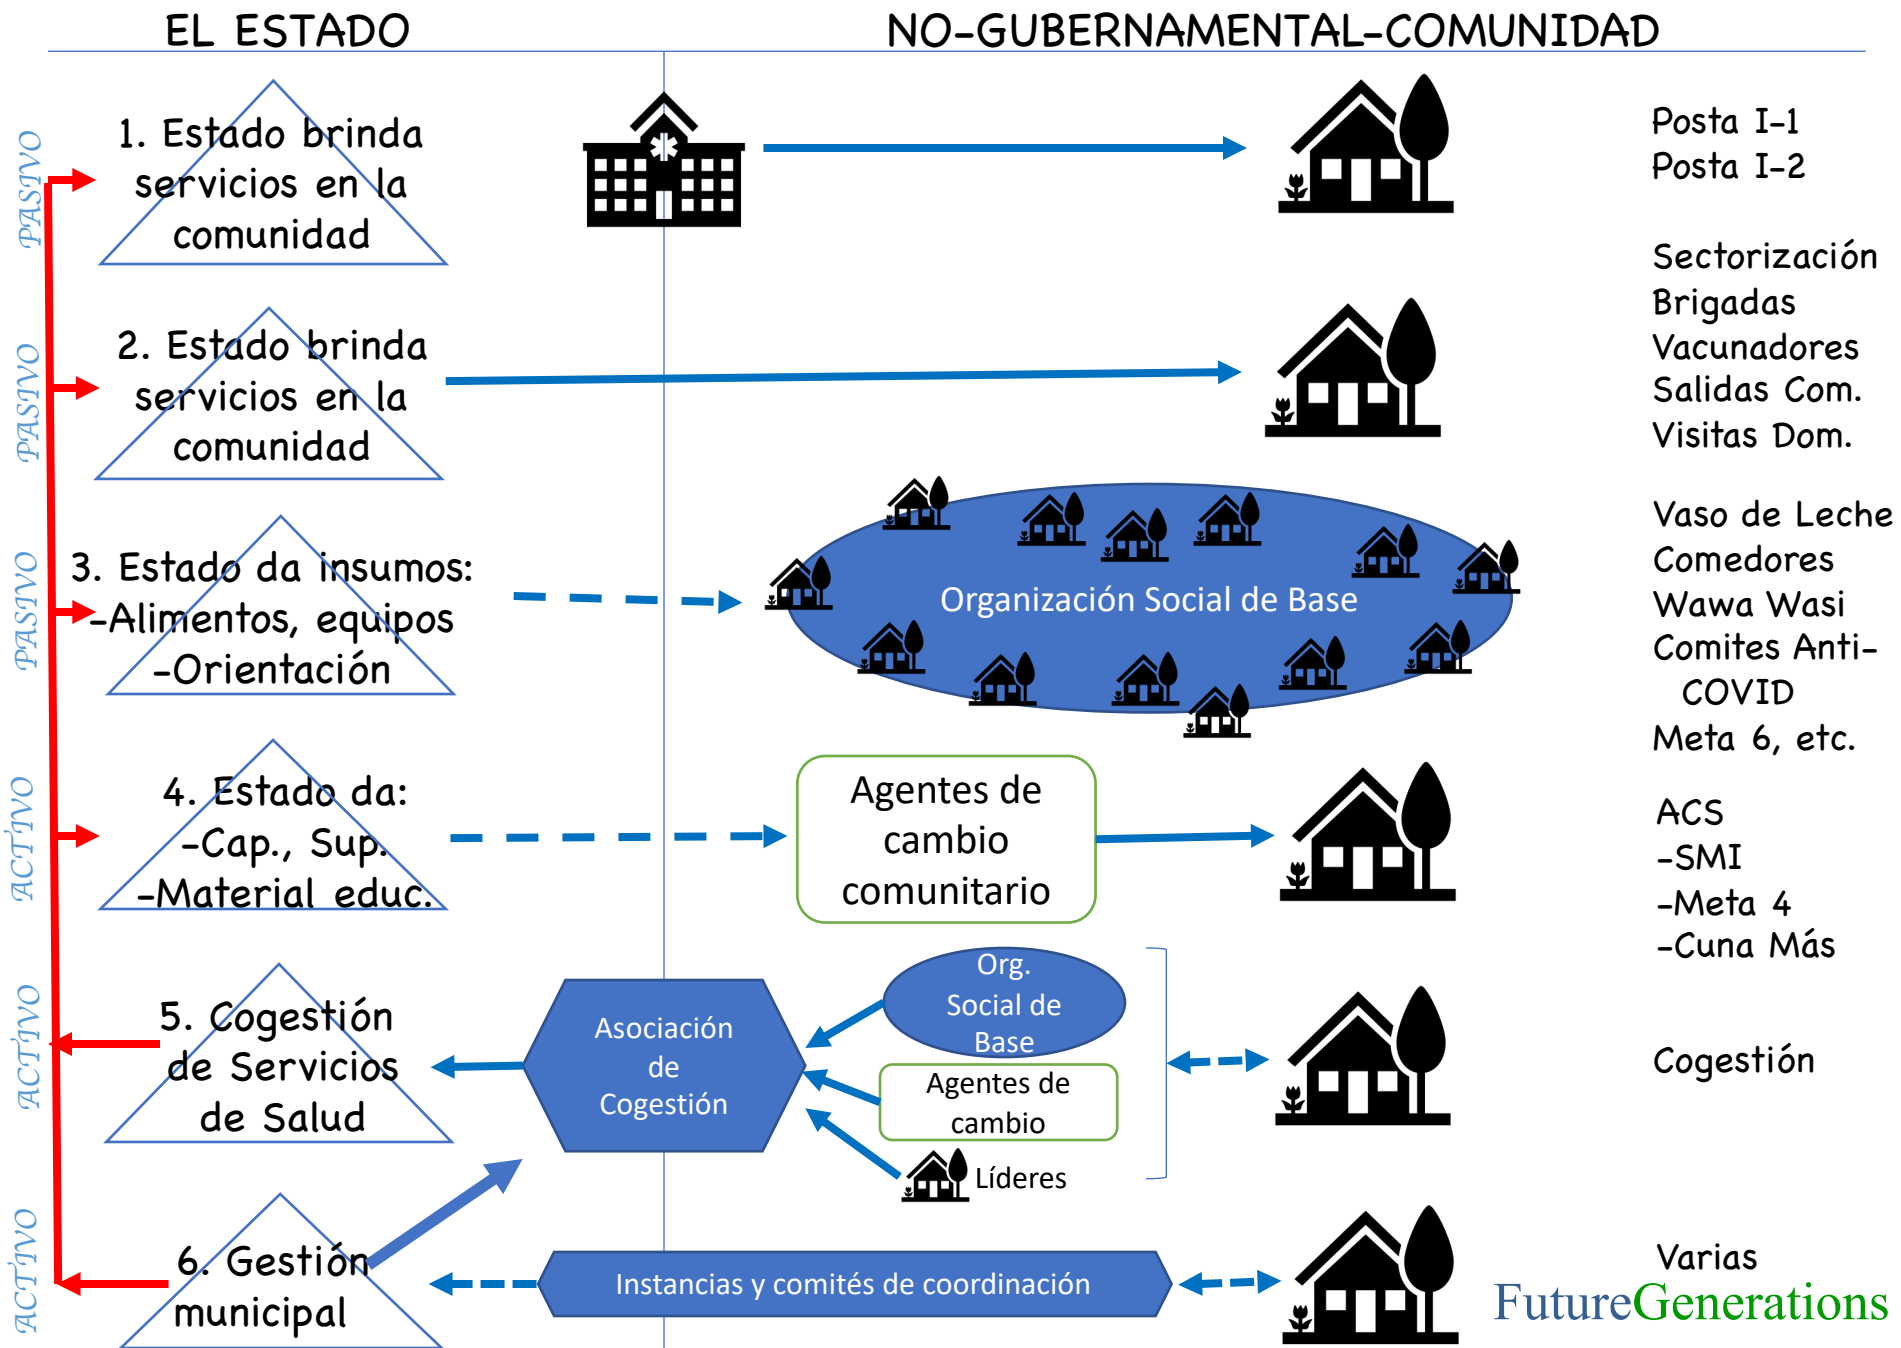 EL ESTADO
NO-GUBERNAMENTAL-COMUNIDAD
PASIVO
1. Estado brinda
servicios en la
comunidad
Posta I-1
Posta I-2
PASIVO
2. Estado brinda
servicios en la
comunidad
Sectorización
Brigadas
Vacunadores
Salidas Com.
Visitas Dom.
PASIVO
3. Estado da insumos:
-Alimentos, equipos
-Orientación
Organización Social de Base
Vaso de Leche
Comedores
Wawa Wasi
Comites Anti-
COVID
Meta 6, etc.
ACTIVO
4. Estado da:
-Cap., Sup.
-Material educ.
Agentes de
cambio
comunitario
ACS
-SMI
-Meta 4
-Cuna Más
ACTIVO
5. Cogestión
de Servicios
de Salud
Asociación
de
Cogestión
Org.
Social de
Base
Agentes de
cambio
Líderes
Cogestión
ACTIVO
6. Gestión
municipal
Instancias y comités de coordinación
Varias
FutureGenerations